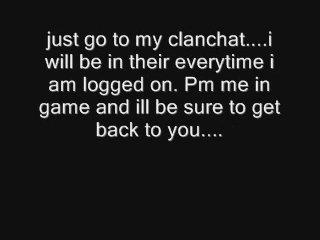 just go to my clanchat....i
will be in their everytime i
am logged on. Pm me in
game and ill be sure to get
back to you....